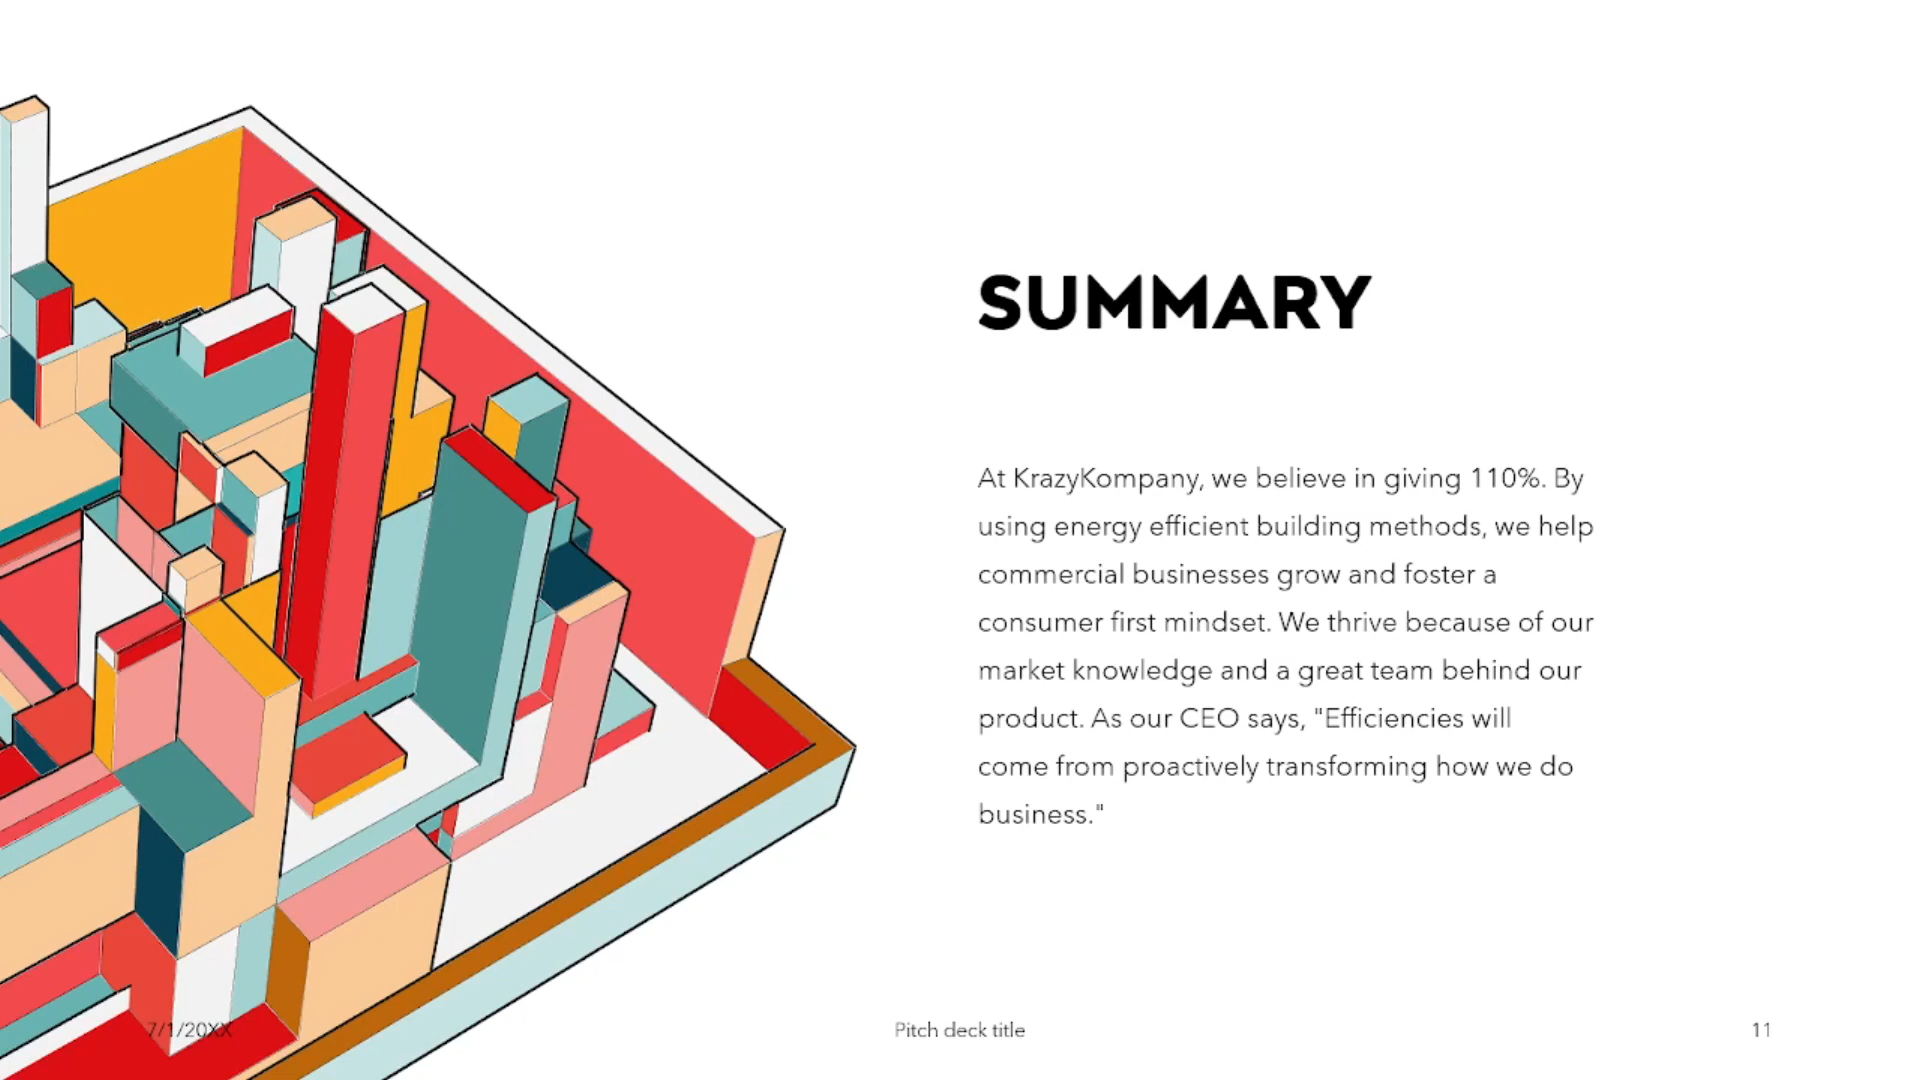 SUMMARY
At KrazyKompany, we believe in giving 110%. By
using energy efficient building methods, we help
commercial businesses grow and foster a
consumer first mindset. We thrive because of our
market knowledge and a great team behind our
product. As our CEO says, "Efficiencies will
come from proactively transforming how we do
business."
7/1/20XX
Pitch deck title
11